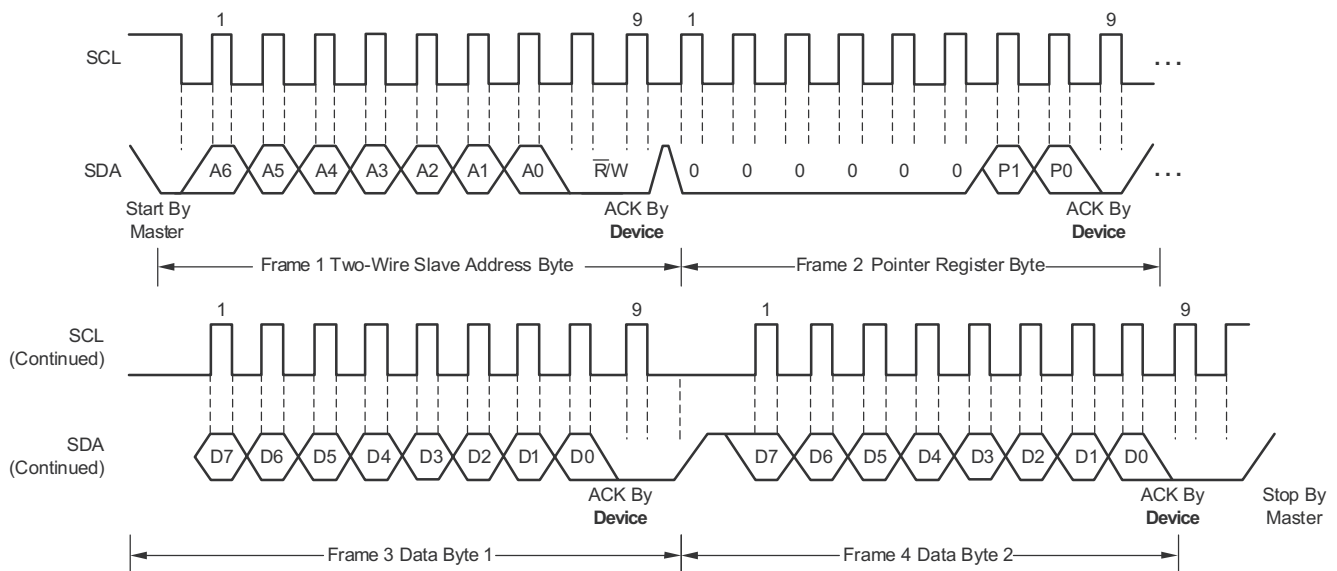 1 9 1 9
SCL ...
SDA A6 A5 A4 A3 A2 A1 A0 R̅/W 0 0 0 0 0 0 P1 P0 ...
Start By Master
ACK By Device
ACK By Device
Frame 1 Two-Wire Slave Address Byte
Frame 2 Pointer Register Byte
1 9 1 9
SCL (Continued)
SDA (Continued) D7 D6 D5 D4 D3 D2 D1 D0 D7 D6 D5 D4 D3 D2 D1 D0
ACK By Device
ACK By Device
Stop By Master
Frame 3 Data Byte 1
Frame 4 Data Byte 2